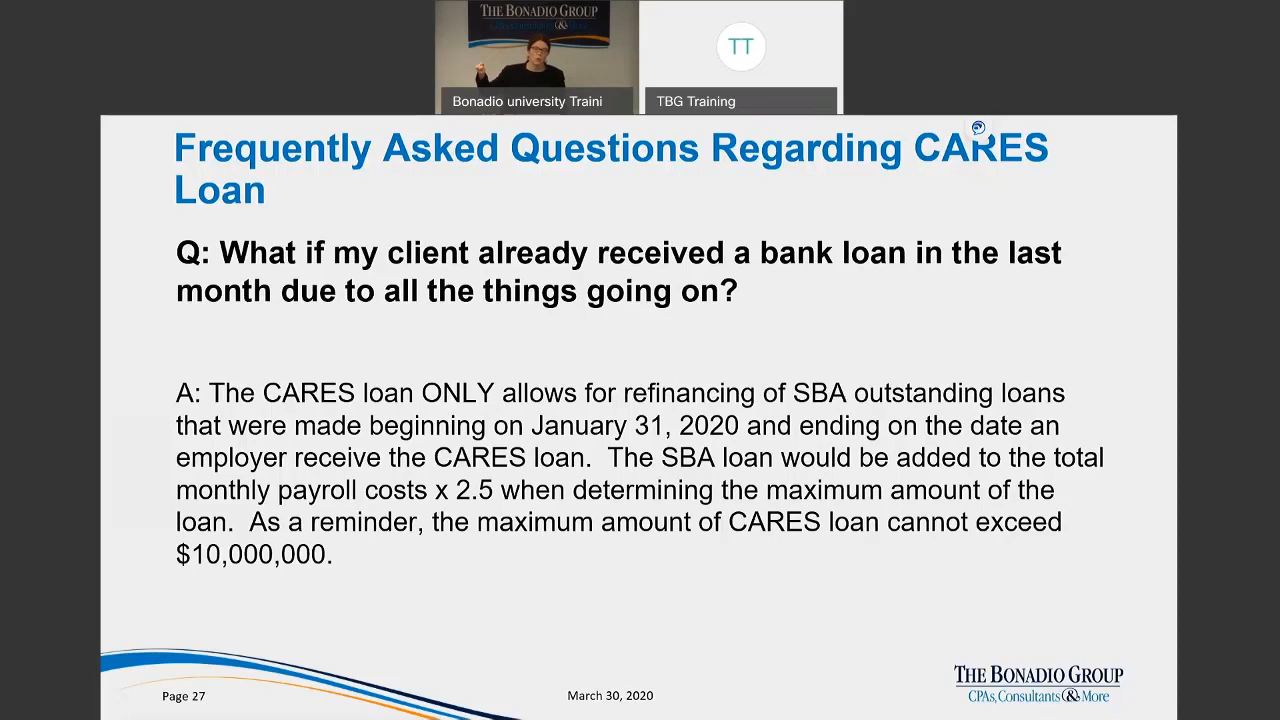 THE BONADIO GROUP
CPAs, Consultants & More
TT
Bonadio university Traini
TBG Training
Frequently Asked Questions Regarding CARES
Loan
Q: What if my client already received a bank loan in the last
month due to all the things going on?
A: The CARES loan ONLY allows for refinancing of SBA outstanding loans
that were made beginning on January 31, 2020 and ending on the date an
employer receive the CARES loan.  The SBA loan would be added to the total
monthly payroll costs x 2.5 when determining the maximum amount of the
loan.  As a reminder, the maximum amount of CARES loan cannot exceed
$10,000,000.
Page 27
March 30, 2020
THE BONADIO GROUP
CPAs, Consultants & More